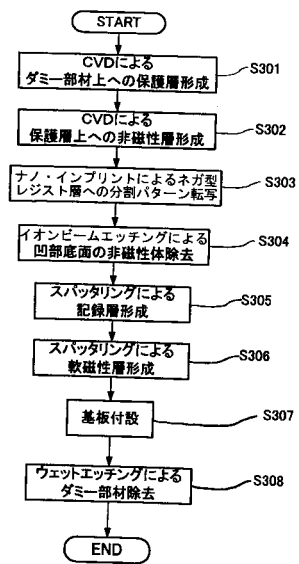 START
CVDによる
ダミー部材上への保護層形成
S301
CVDによる
保護層上への非磁性層形成
S302
ナノ・インプリントによるネガ型
レジスト層への分割パターン転写
S303
イオンビームエッチングによる
凹部底面の非磁性体除去
S304
スパッタリングによる
記録層形成
S305
スパッタリングによる
軟磁性層形成
S306
基板付設
S307
ウェットエッチングによる
ダミー部材除去
S308
END